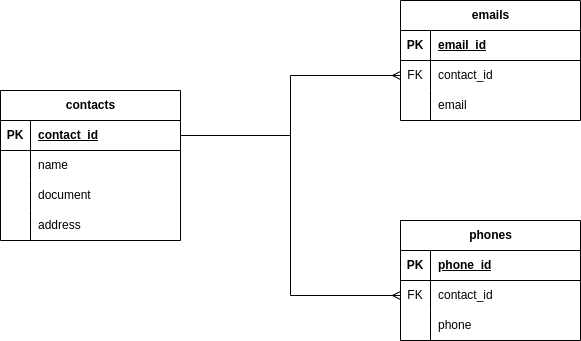 contacts
PK contact_id
name
document
address
emails
PK email_id
FK contact_id
email
phones
PK phone_id
FK contact_id
phone